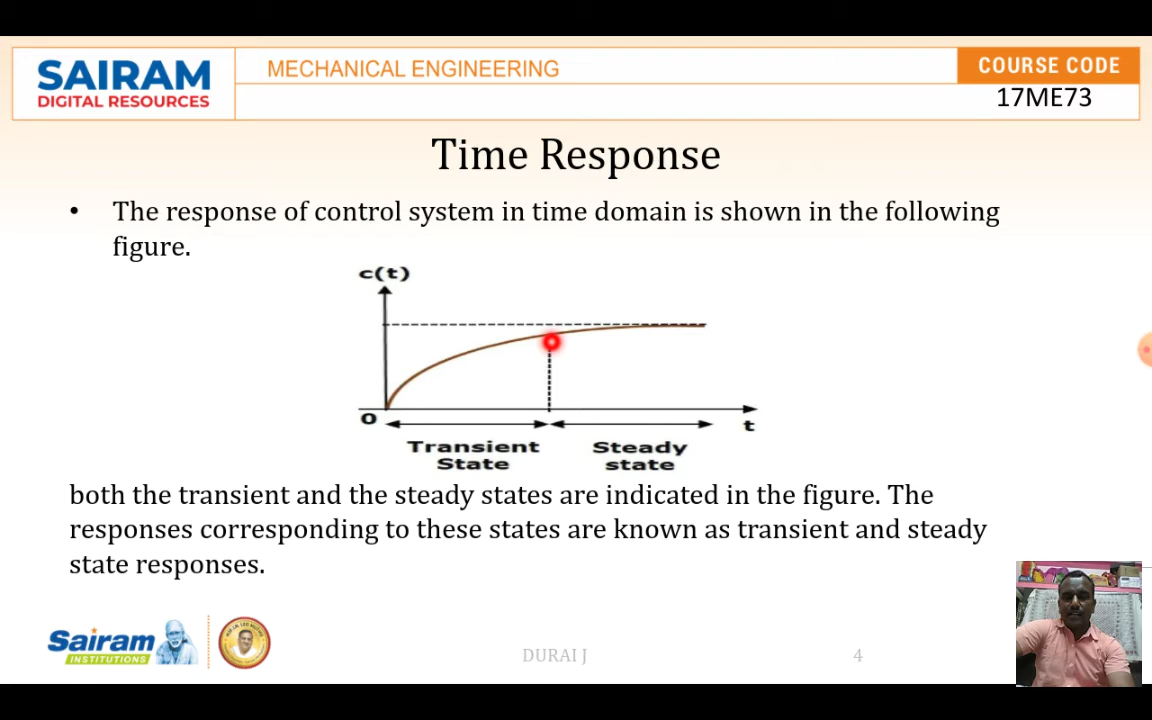 SAIRAM
DIGITAL RESOURCES
MECHANICAL ENGINEERING
COURSE CODE
17ME73
Time Response
• The response of control system in time domain is shown in the following
figure.
c(t)
0
t
Transient
State
Steady
state
both the transient and the steady states are indicated in the figure. The
responses corresponding to these states are known as transient and steady
state responses.
Sairam
INSTITUTIONS
DURAI J
4